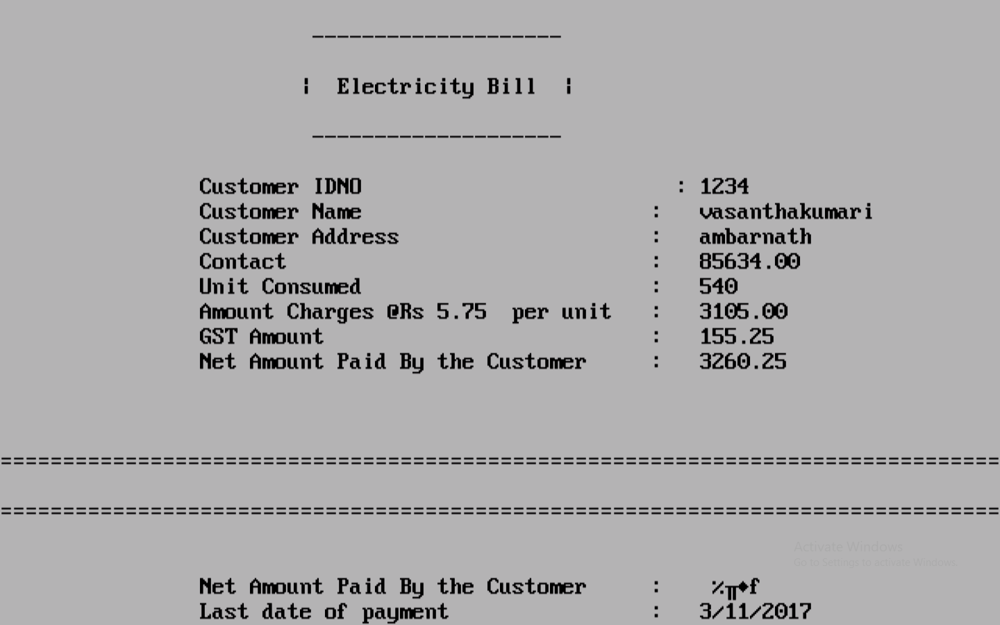 --------------------
¦ Electricity Bill ¦
--------------------
Customer IDNO : 1234
Customer Name : vasanthakumari
Customer Address : ambarnath
Contact : 85634.00
Unit Consumed : 540
Amount Charges @Rs 5.75 per unit : 3105.00
GST Amount : 155.25
Net Amount Paid By the Customer : 3260.25
================================================================================
================================================================================
Activate Windows
Go to Settings to activate Windows.
Net Amount Paid By the Customer : %╥♦f
Last date of payment : 3/11/2017